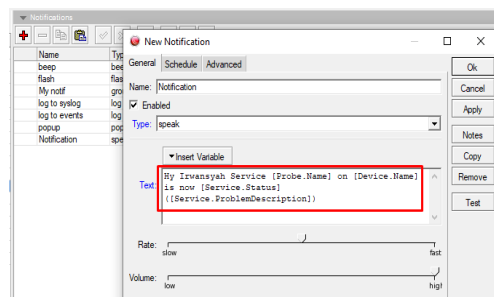 Notifications
New Notification
Name Typ
beep bee
flash flas
My notif gro
log to syslog log
log to events log
popup pop
Notification spe
General Schedule Advanced
Name: Notification
Enabled
Type: speak
Insert Variable
Text:
Hy Irwansyah Service [Probe.Name] on [Device.Name]
is now [Service.Status]
([Service.ProblemDescription])
Rate:
slow fast
Volume:
low high
Ok
Cancel
Apply
Notes
Copy
Remove
Test